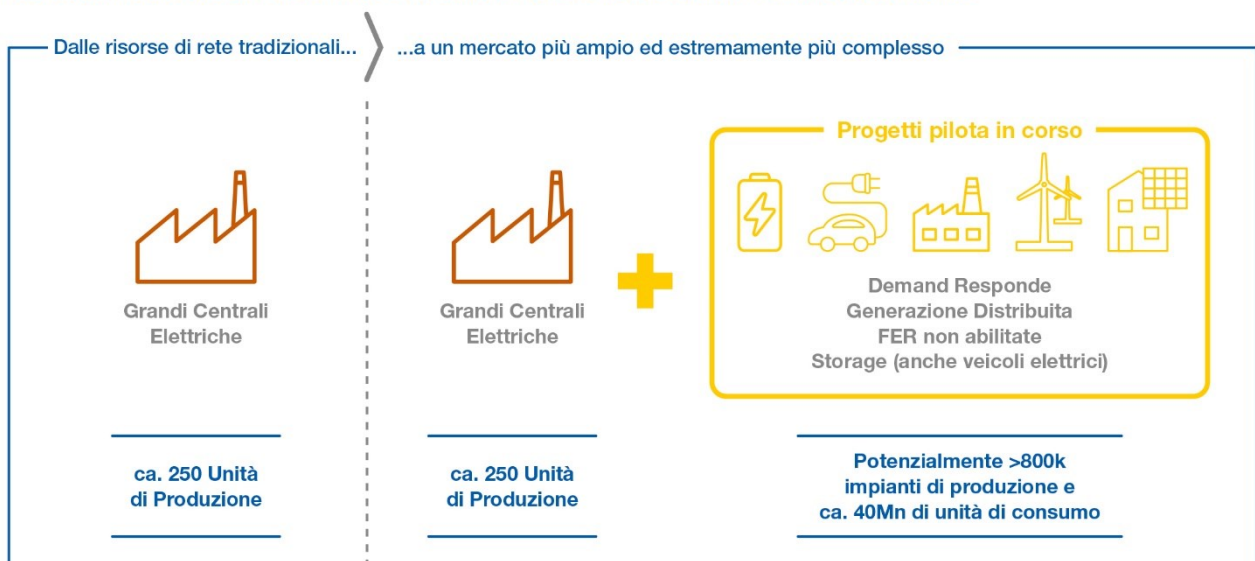 Dalle risorse di rete tradizionali...
...a un mercato più ampio ed estremamente più complesso
Grandi Centrali
Elettriche
ca. 250 Unità
di Produzione
Grandi Centrali
Elettriche
ca. 250 Unità
di Produzione
Progetti pilota in corso
Demand Responde
Generazione Distribuita
FER non abilitate
Storage (anche veicoli elettrici)
Potenzialmente >800k
impianti di produzione e
ca. 40Mn di unità di consumo